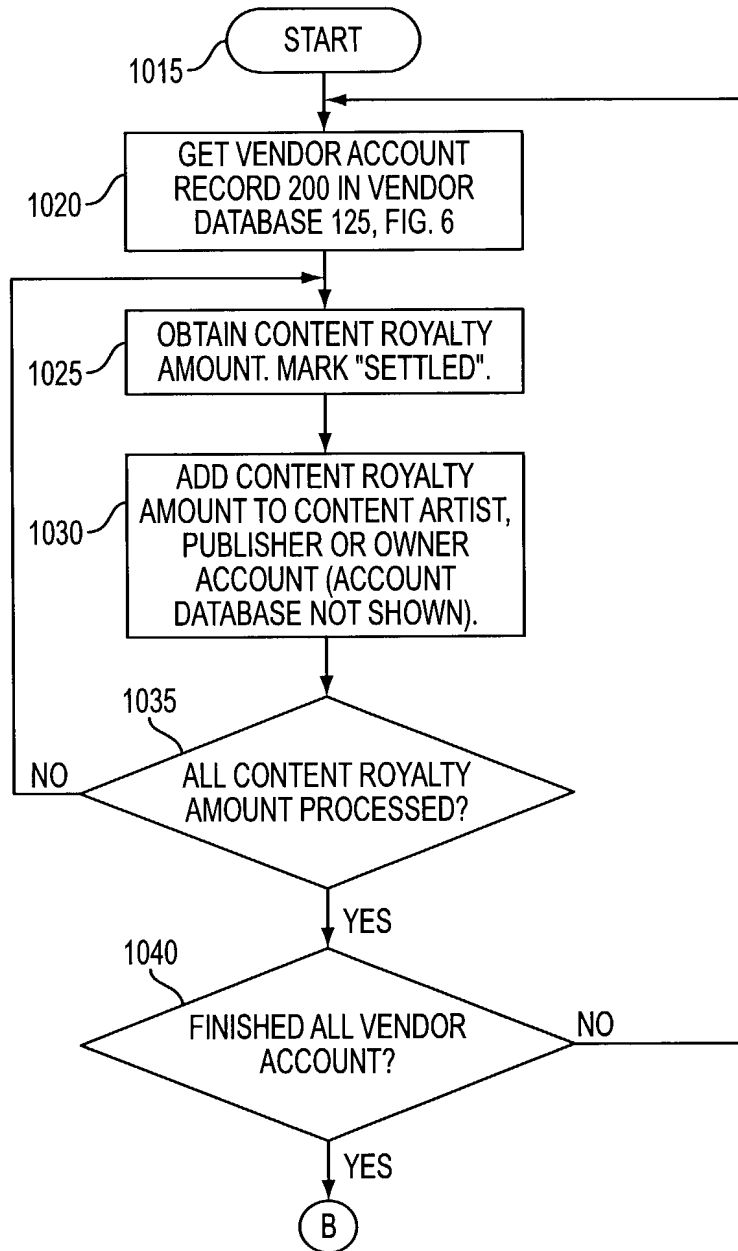 START
1015
GET VENDOR ACCOUNT
RECORD 200 IN VENDOR
DATABASE 125, FIG. 6
1020
OBTAIN CONTENT ROYALTY
AMOUNT. MARK "SETTLED".
1025
ADD CONTENT ROYALTY
AMOUNT TO CONTENT ARTIST,
PUBLISHER OR OWNER
ACCOUNT (ACCOUNT
DATABASE NOT SHOWN).
1030
1035
NO
ALL CONTENT ROYALTY
AMOUNT PROCESSED?
YES
1040
FINISHED ALL VENDOR
ACCOUNT?
NO
YES
B